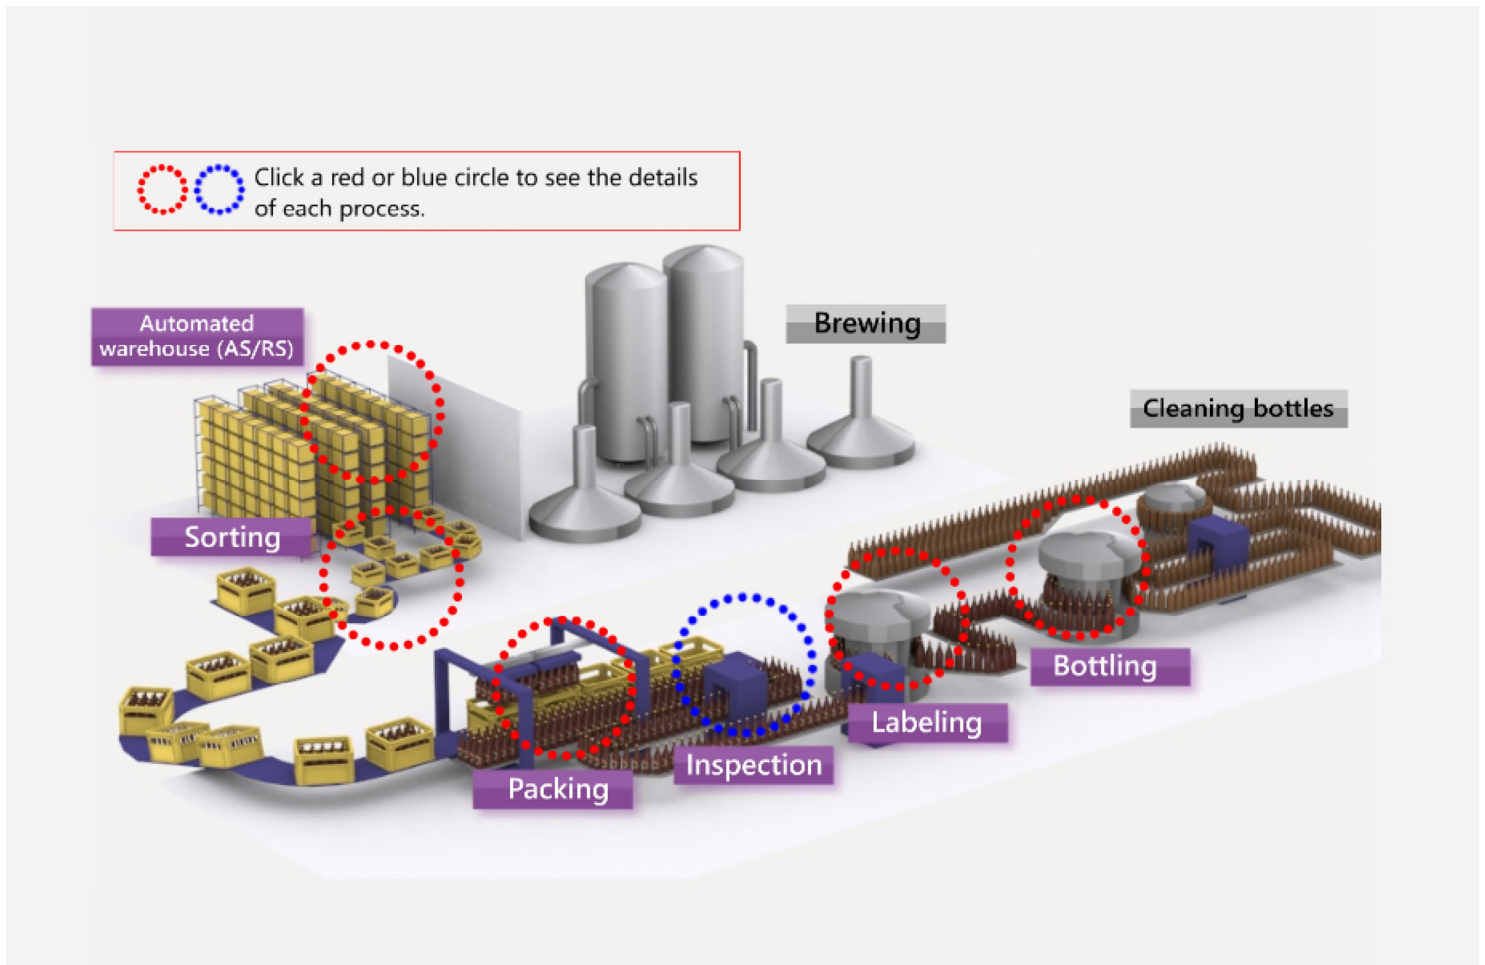 Click a red or blue circle to see the details
of each process.
Automated
warehouse (AS/RS)
Brewing
Cleaning bottles
Sorting
Bottling
Labeling
Inspection
Packing